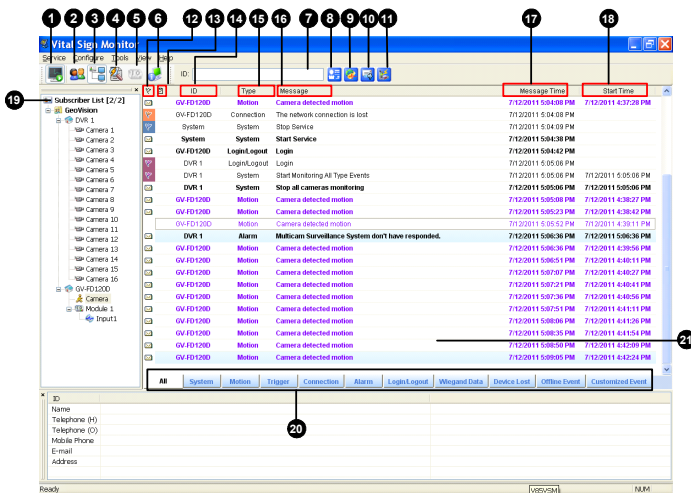 1 2 3 4 5 6 12 13 14 15 16 7 8 9 10 11 17 18
Vital Sign Monitor
Service Configure Tools View Help
ID:
ID Type Message Message Time Start Time
19
Subscriber List [2/2]
GeoVision
DVR 1
Camera 1
Camera 2
Camera 3
Camera 4
Camera 5
Camera 6
Camera 7
Camera 8
Camera 9
Camera 10
Camera 11
Camera 12
Camera 13
Camera 14
Camera 15
Camera 16
GV-FD120D
Camera
Module 1
Input1
GV-FD120D Motion Camera detected motion 7/12/2011 5:04:08 PM 7/12/2011 4:37:28 PM
GV-FD120D Connection The network connection is lost 7/12/2011 5:04:08 PM
System System Stop Service 7/12/2011 5:04:09 PM
System System Start Service 7/12/2011 5:04:38 PM
GV-FD120D Login/Logout Login 7/12/2011 5:04:42 PM
DVR 1 Login/Logout Login 7/12/2011 5:05:06 PM
DVR 1 System Start Monitoring All Type Events 7/12/2011 5:05:06 PM 7/12/2011 5:05:06 PM
DVR 1 System Stop all cameras monitoring 7/12/2011 5:05:06 PM 7/12/2011 5:05:06 PM
GV-FD120D Motion Camera detected motion 7/12/2011 5:05:08 PM 7/12/2011 4:38:27 PM
GV-FD120D Motion Camera detected motion 7/12/2011 5:05:23 PM 7/12/2011 4:38:42 PM
GV-FD120D Motion Camera detected motion 7/12/2011 5:05:52 PM 7/12/2011 4:39:11 PM
DVR 1 Alarm Multicam Surveillance System don't have responded. 7/12/2011 5:06:36 PM 7/12/2011 5:06:36 PM
GV-FD120D Motion Camera detected motion 7/12/2011 5:06:36 PM 7/12/2011 4:39:56 PM
GV-FD120D Motion Camera detected motion 7/12/2011 5:06:51 PM 7/12/2011 4:40:11 PM
GV-FD120D Motion Camera detected motion 7/12/2011 5:07:07 PM 7/12/2011 4:40:27 PM
GV-FD120D Motion Camera detected motion 7/12/2011 5:07:21 PM 7/12/2011 4:40:41 PM
GV-FD120D Motion Camera detected motion 7/12/2011 5:07:36 PM 7/12/2011 4:40:56 PM
GV-FD120D Motion Camera detected motion 7/12/2011 5:07:51 PM 7/12/2011 4:41:11 PM
GV-FD120D Motion Camera detected motion 7/12/2011 5:08:06 PM 7/12/2011 4:41:26 PM
GV-FD120D Motion Camera detected motion 7/12/2011 5:08:35 PM 7/12/2011 4:41:54 PM
GV-FD120D Motion Camera detected motion 7/12/2011 5:08:50 PM 7/12/2011 4:42:09 PM
GV-FD120D Motion Camera detected motion 7/12/2011 5:09:05 PM 7/12/2011 4:42:24 PM
21
All System Motion Trigger Connection Alarm Login/Logout Wiegand Data Device Lost Offline Event Customized Event
20
ID
Name
Telephone (H)
Telephone (O)
Mobile Phone
E-mail
Address
Ready NUM